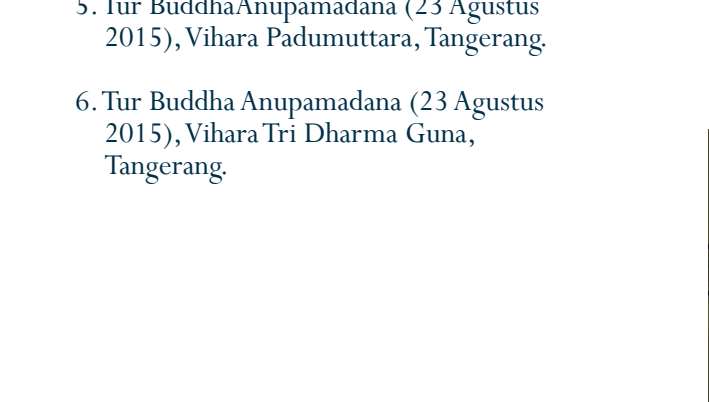 5. Tur BuddhaAnupamadana (23 Agustus
2015), Vihara Padumuttara, Tangerang.
6. Tur Buddha Anupamadana (23 Agustus
2015), Vihara Tri Dharma Guna,
Tangerang.